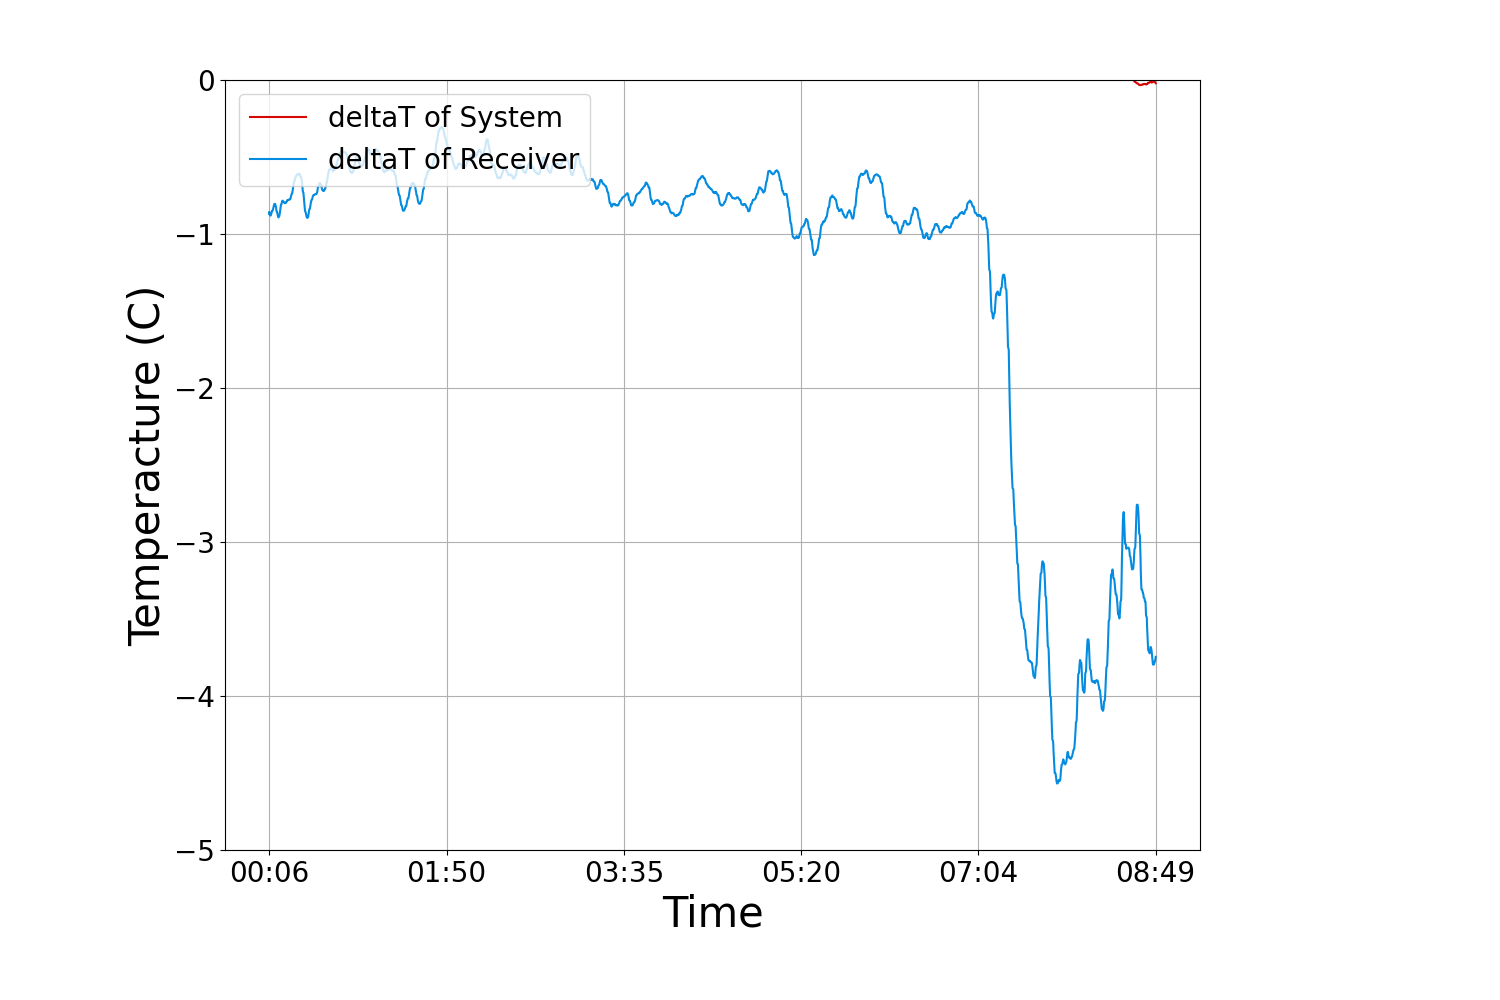 0
deltaT of System
deltaT of Receiver
−1
−2
−3
−4
−5
Temperacture (C)
00:06 01:50 03:35 05:20 07:04 08:49
Time